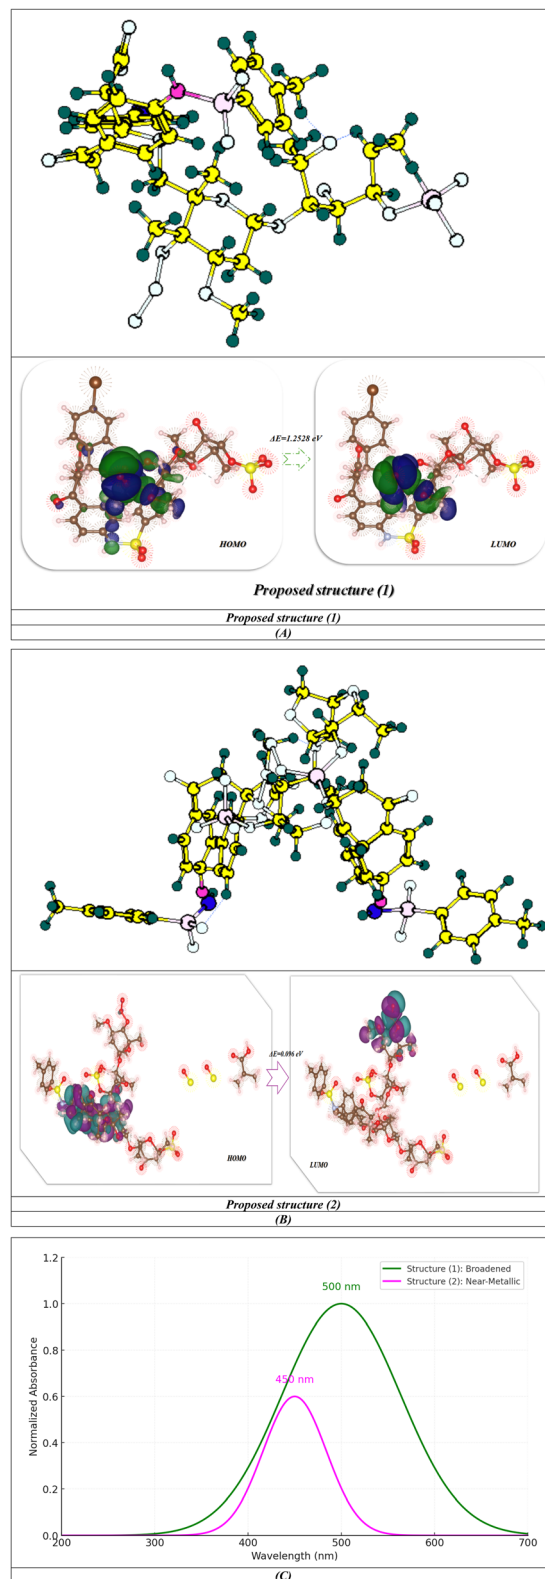 ΔE=1.2528 eV
HOMO
LUMO
Proposed structure (1)
Proposed structure (1)
(A)
ΔE=0.096 eV
HOMO
LUMO
Proposed structure (2)
(B)
1.2
1.0
0.8
0.6
0.4
0.2
0.0
Normalized Absorbance
500 nm
450 nm
Structure (1): Broadened
Structure (2): Near-Metallic
200
300
400
500
600
700
Wavelength (nm)
(C)